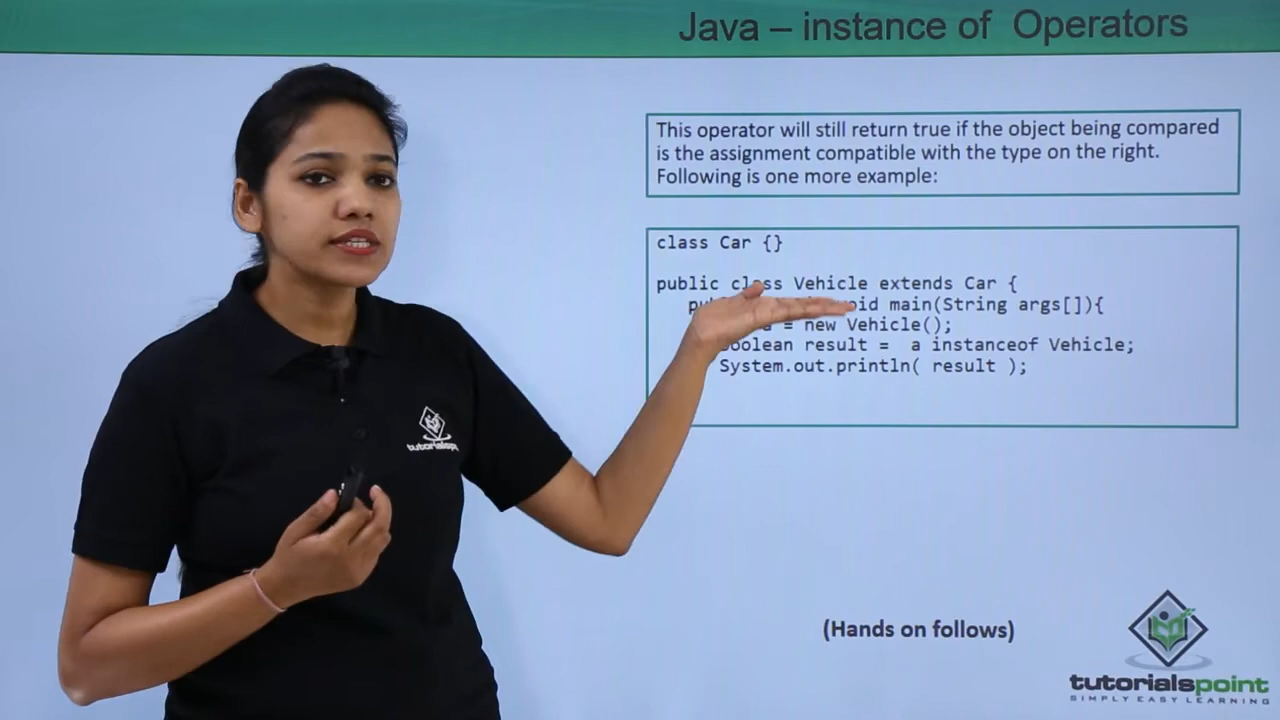 Java – instance of  Operators
This operator will still return true if the object being compared
is the assignment compatible with the type on the right.
Following is one more example:
class Car {}
public class Vehicle extends Car {
main(String args[]){
= new Vehicle();
result =  a instanceof Vehicle;
System.out.println( result );
(Hands on follows)
tutorialspoint
SIMPLY EASY LEARNING